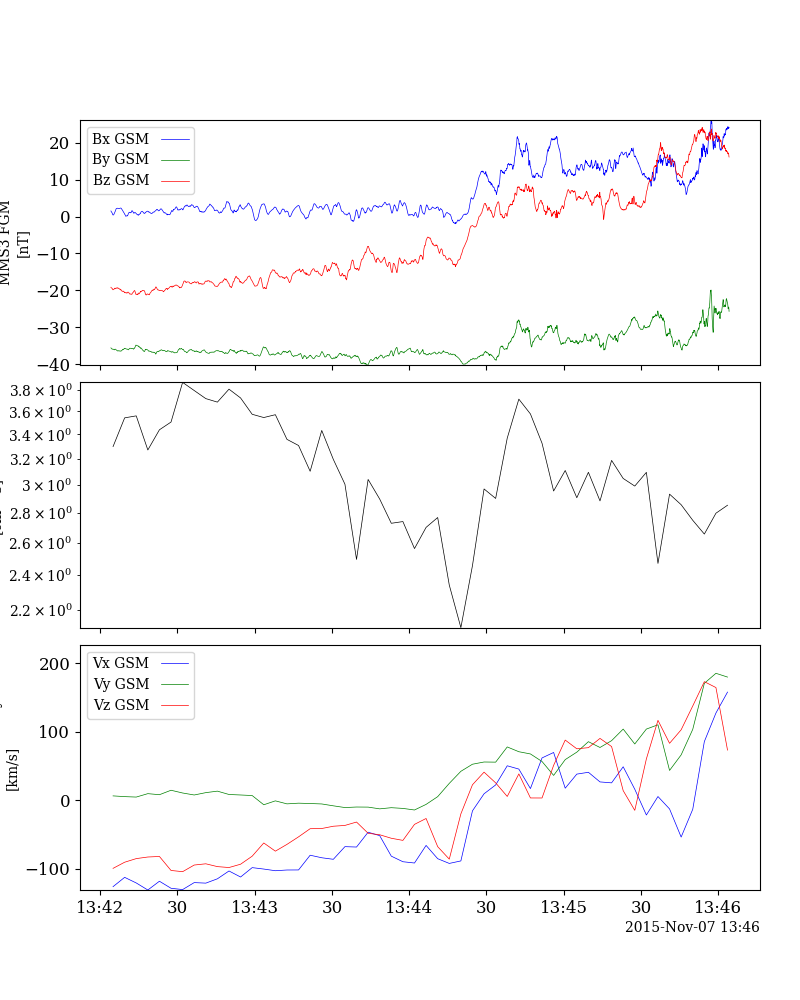 Bx GSM
By GSM
Bz GSM
MMS3 FGM
[nT]
20
10
0
−10
−20
−30
−40
3.8 × 10⁰
3.6 × 10⁰
3.4 × 10⁰
3.2 × 10⁰
3 × 10⁰
2.8 × 10⁰
2.6 × 10⁰
2.4 × 10⁰
2.2 × 10⁰
Vx GSM
Vy GSM
Vz GSM
[km/s]
200
100
0
−100
13:42 30 13:43 30 13:44 30 13:45 30 13:46
2015-Nov-07 13:46